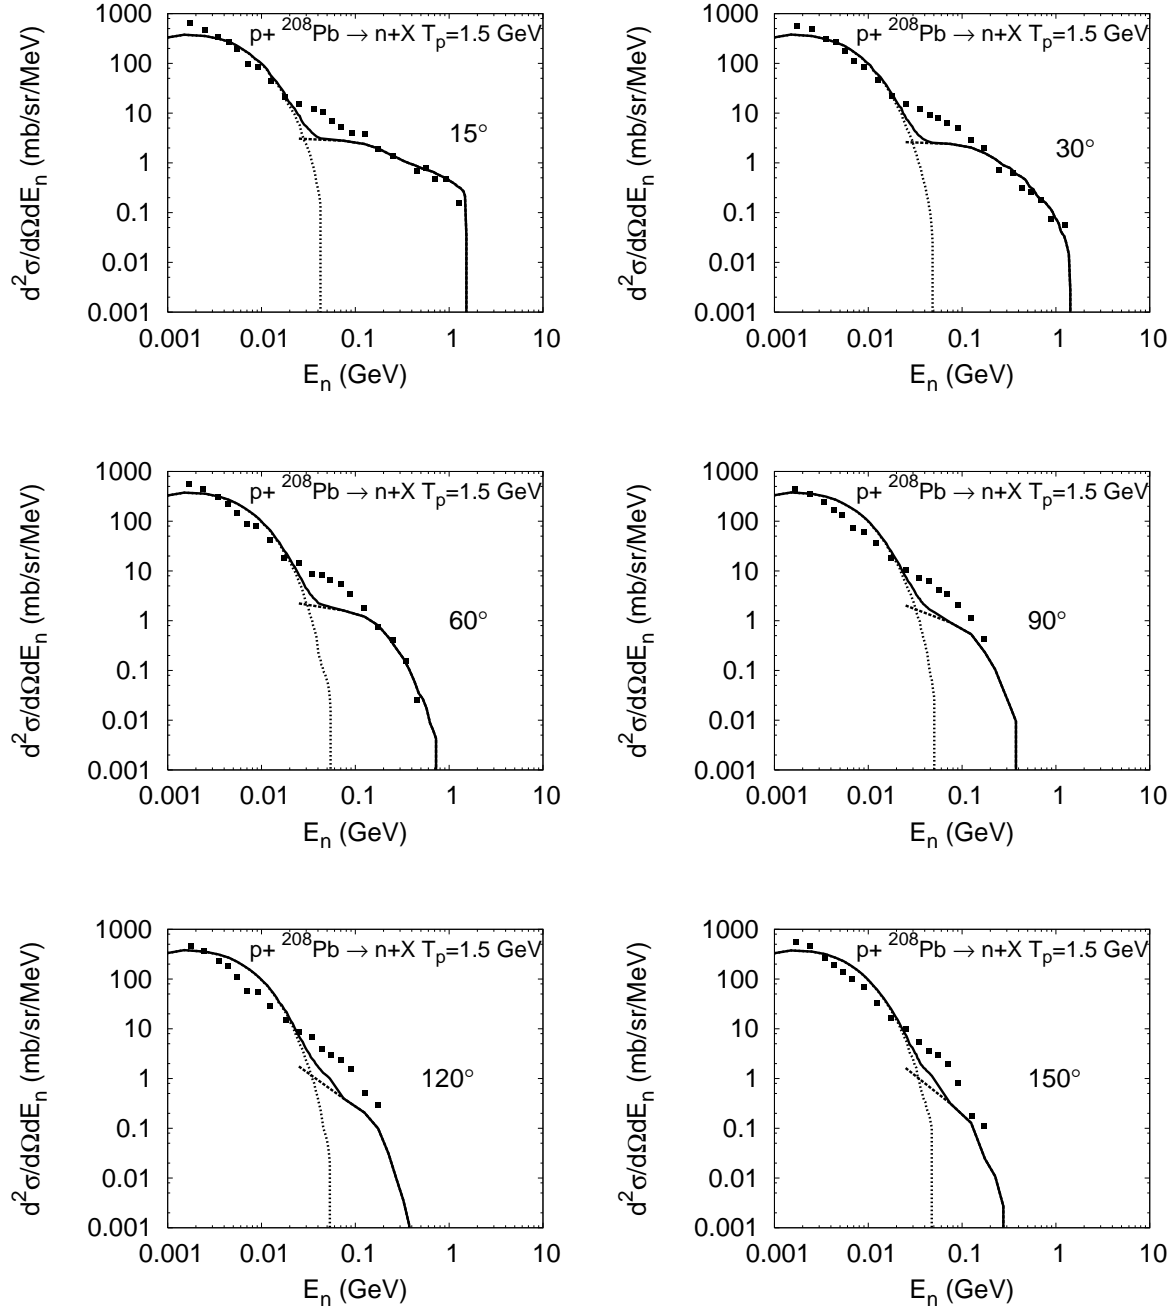 1000
100
10
1
0.1
0.01
0.001
d²σ/dΩdEₙ (mb/sr/MeV)
p+ ²⁰⁸Pb → n+X Tₚ=1.5 GeV
15°
0.001 0.01 0.1 1 10
Eₙ (GeV)
1000
100
10
1
0.1
0.01
0.001
d²σ/dΩdEₙ (mb/sr/MeV)
p+ ²⁰⁸Pb → n+X Tₚ=1.5 GeV
30°
0.001 0.01 0.1 1 10
Eₙ (GeV)
1000
100
10
1
0.1
0.01
0.001
d²σ/dΩdEₙ (mb/sr/MeV)
p+ ²⁰⁸Pb → n+X Tₚ=1.5 GeV
60°
0.001 0.01 0.1 1 10
Eₙ (GeV)
1000
100
10
1
0.1
0.01
0.001
d²σ/dΩdEₙ (mb/sr/MeV)
p+ ²⁰⁸Pb → n+X Tₚ=1.5 GeV
90°
0.001 0.01 0.1 1 10
Eₙ (GeV)
1000
100
10
1
0.1
0.01
0.001
d²σ/dΩdEₙ (mb/sr/MeV)
p+ ²⁰⁸Pb → n+X Tₚ=1.5 GeV
120°
0.001 0.01 0.1 1 10
Eₙ (GeV)
1000
100
10
1
0.1
0.01
0.001
d²σ/dΩdEₙ (mb/sr/MeV)
p+ ²⁰⁸Pb → n+X Tₚ=1.5 GeV
150°
0.001 0.01 0.1 1 10
Eₙ (GeV)